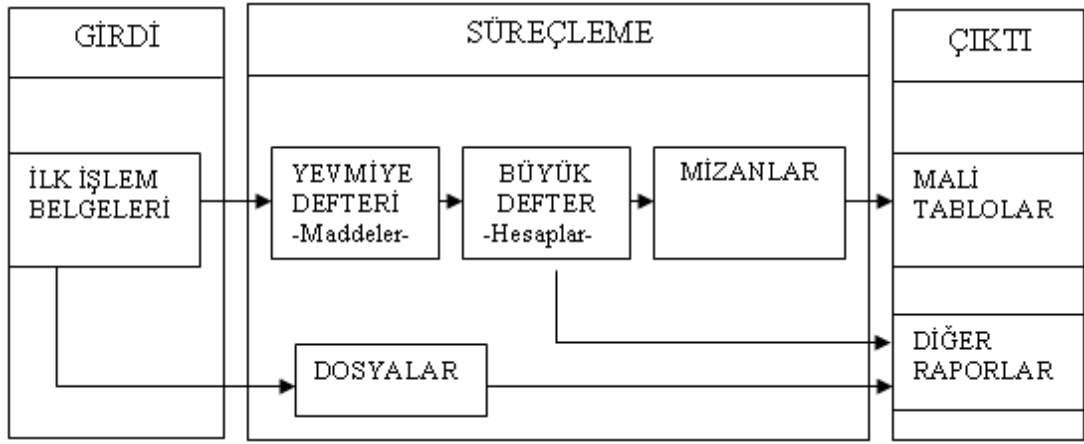 GİRDİ
SÜREÇLEME
ÇIKTI
İLK İŞLEM
BELGELERİ
YEVMİYE
DEFTERİ
-Maddeler-
BÜYÜK
DEFTER
-Hesaplar-
MİZANLAR
MALİ
TABLOLAR
DOSYALAR
DİĞER
RAPORLAR